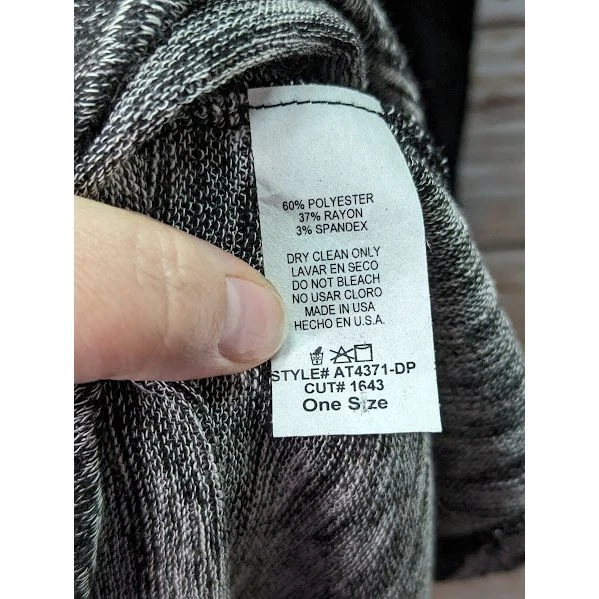 60% POLYESTER
37% RAYON
3% SPANDEX
DRY CLEAN ONLY
LAVAR EN SECO
DO NOT BLEACH
NO USAR CLORO
MADE IN USA
HECHO EN U.S.A.
STYLE# AT4371-DP
CUT# 1643
One Size